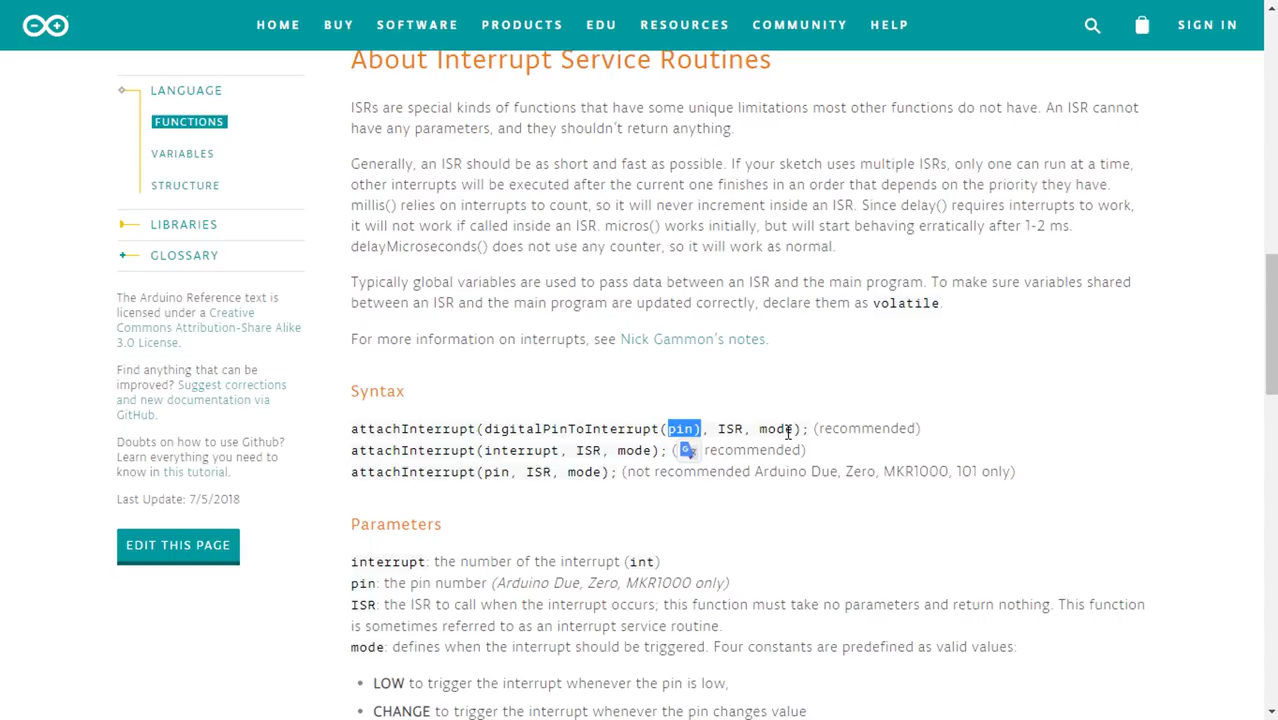 HOME BUY SOFTWARE PRODUCTS EDU RESOURCES COMMUNITY HELP SIGN IN
LANGUAGE
FUNCTIONS
VARIABLES
STRUCTURE
LIBRARIES
GLOSSARY
The Arduino Reference text is
licensed under a Creative
Commons Attribution-Share Alike
3.0 License.
Find anything that can be
improved? Suggest corrections
and new documentation via
GitHub.
Doubts on how to use Github?
Learn everything you need to
know in this tutorial.
Last Update: 7/5/2018
EDIT THIS PAGE
About Interrupt Service Routines
ISRs are special kinds of functions that have some unique limitations most other functions do not have. An ISR cannot
have any parameters, and they shouldn't return anything.
Generally, an ISR should be as short and fast as possible. If your sketch uses multiple ISRs, only one can run at a time,
other interrupts will be executed after the current one finishes in an order that depends on the priority they have.
millis() relies on interrupts to count, so it will never increment inside an ISR. Since delay() requires interrupts to work,
it will not work if called inside an ISR. micros() works initially, but will start behaving erratically after 1-2 ms.
delayMicroseconds() does not use any counter, so it will work as normal.
Typically global variables are used to pass data between an ISR and the main program. To make sure variables shared
between an ISR and the main program are updated correctly, declare them as volatile.
For more information on interrupts, see Nick Gammon's notes.
Syntax
attachInterrupt(digitalPinToInterrupt(pin), ISR, mode); (recommended)
attachInterrupt(interrupt, ISR, mode); ( recommended)
attachInterrupt(pin, ISR, mode); (not recommended Arduino Due, Zero, MKR1000, 101 only)
Parameters
interrupt: the number of the interrupt (int)
pin: the pin number (Arduino Due, Zero, MKR1000 only)
ISR: the ISR to call when the interrupt occurs; this function must take no parameters and return nothing. This function
is sometimes referred to as an interrupt service routine.
mode: defines when the interrupt should be triggered. Four constants are predefined as valid values:
• LOW to trigger the interrupt whenever the pin is low,
• CHANGE to trigger the interrupt whenever the pin changes value